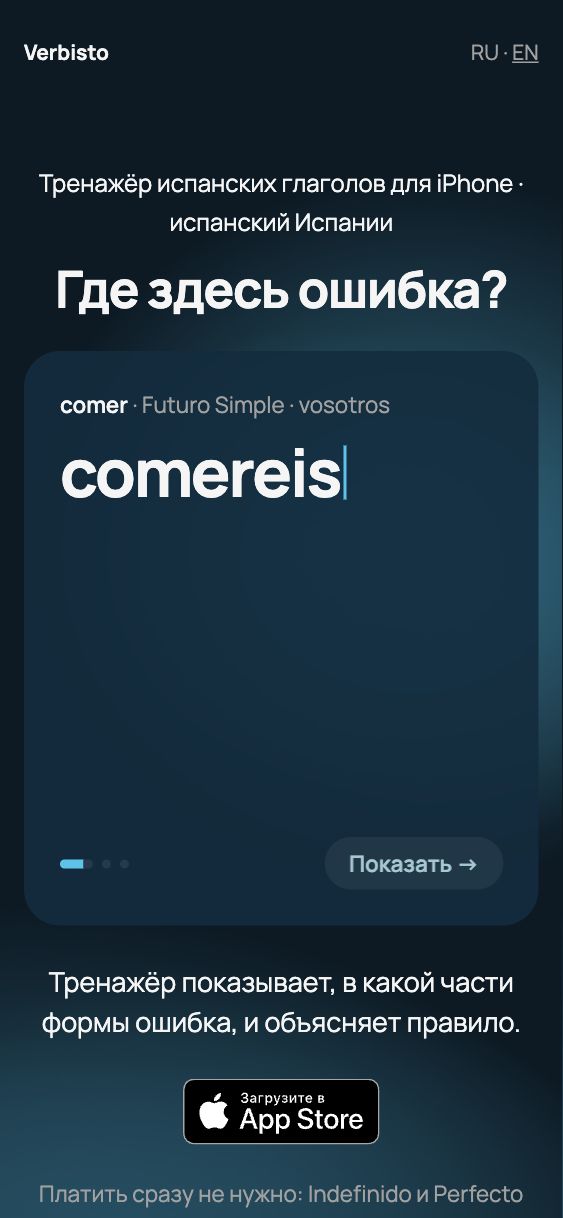 Verbisto
RU · EN
Тренажёр испанских глаголов для iPhone ·
испанский Испании
Где здесь ошибка?
comer · Futuro Simple · vosotros
comereis
Показать →
Тренажёр показывает, в какой части
формы ошибка, и объясняет правило.
Загрузите в
App Store
Платить сразу не нужно: Indefinido и Perfecto